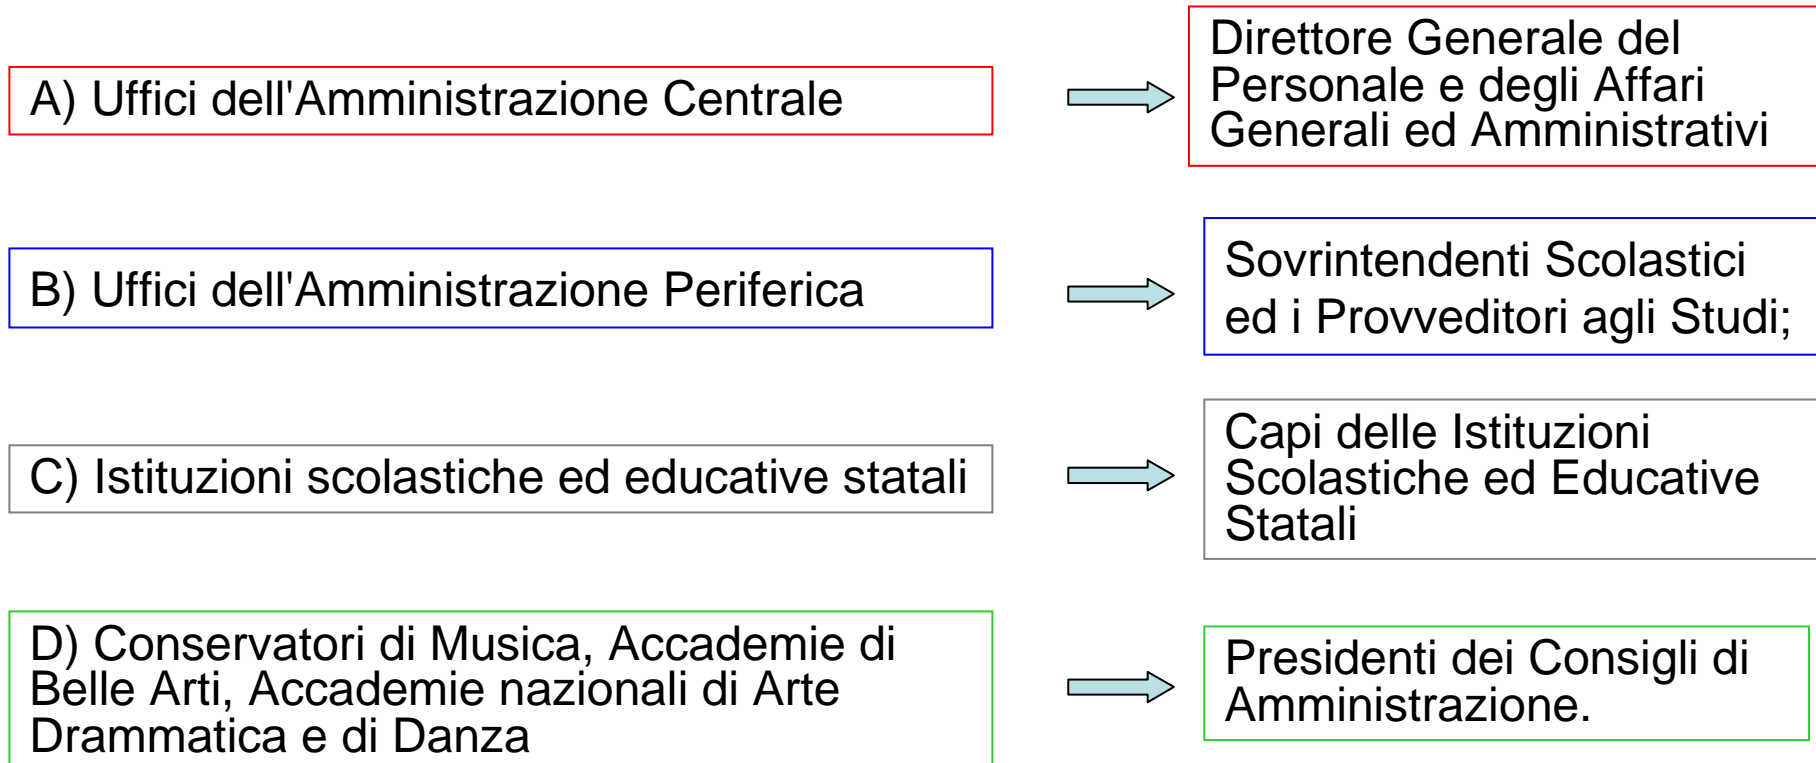 A) Uffici dell'Amministrazione Centrale
Direttore Generale del
Personale e degli Affari
Generali ed Amministrativi
B) Uffici dell'Amministrazione Periferica
Sovrintendenti Scolastici
ed i Provveditori agli Studi;
C) Istituzioni scolastiche ed educative statali
Capi delle Istituzioni
Scolastiche ed Educative
Statali
D) Conservatori di Musica, Accademie di
Belle Arti, Accademie nazionali di Arte
Drammatica e di Danza
Presidenti dei Consigli di
Amministrazione.